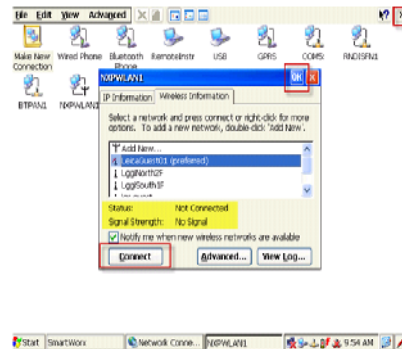 File Edit View Advanced
Make New Connection
Wired Phone
Bluetooth Phone
RemoteInstr
USB
GPRS
COM5:
RNDISFN1
BTPAN1
NXPWLAN1
NXPWLAN1 OK
IP Information Wireless Information
Select a network and press connect or right-click for more
options. To add a new network, double-click 'Add New'.
Add New...
LeicaGuest01 (preferred)
LggiNorth2F
LggiSouth1F
Status: Not Connected
Signal Strength: No Signal
Notify me when new wireless networks are available
Connect Advanced... View Log...
Start SmartWorx Network Conne... NXPWLAN1 9:54 AM